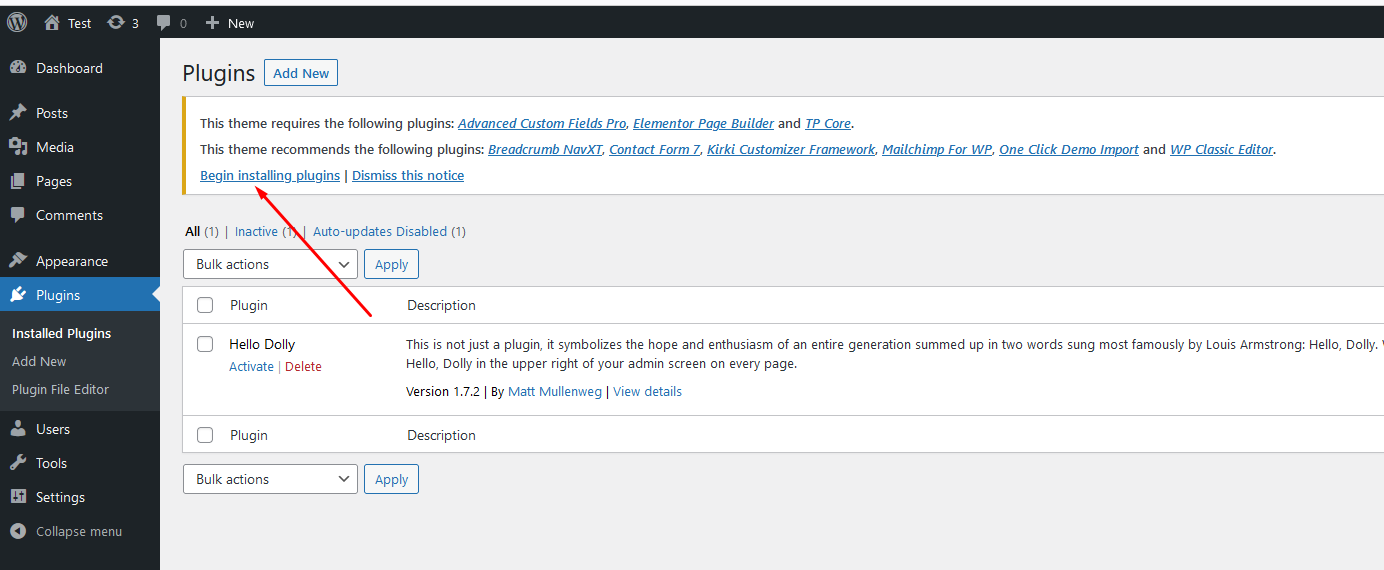 Test 3 0 New
Dashboard
Posts
Media
Pages
Comments
Appearance
Plugins
Installed Plugins
Add New
Plugin File Editor
Users
Tools
Settings
Collapse menu
Plugins Add New
This theme requires the following plugins: Advanced Custom Fields Pro, Elementor Page Builder and TP Core.
This theme recommends the following plugins: Breadcrumb NavXT, Contact Form 7, Kirki Customizer Framework, Mailchimp For WP, One Click Demo Import and WP Classic Editor.
Begin installing plugins | Dismiss this notice
All (1) | Inactive (1) | Auto-updates Disabled (1)
Bulk actions Apply
Plugin Description
Hello Dolly
Activate | Delete
This is not just a plugin, it symbolizes the hope and enthusiasm of an entire generation summed up in two words sung most famously by Louis Armstrong: Hello, Dolly.
Hello, Dolly in the upper right of your admin screen on every page.
Version 1.7.2 | By Matt Mullenweg | View details
Plugin Description
Bulk actions Apply